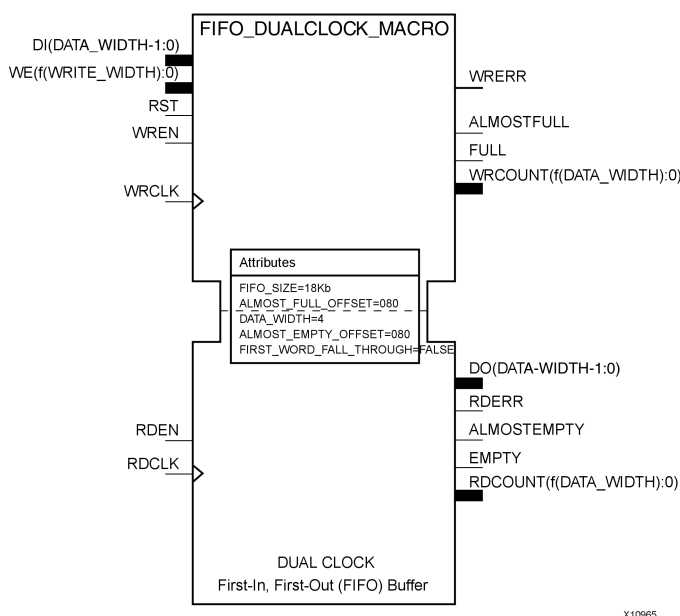 FIFO_DUALCLOCK_MACRO
DI(DATA_WIDTH-1:0)
WE(f(WRITE_WIDTH):0)
RST
WREN
WRCLK
WRERR
ALMOSTFULL
FULL
WRCOUNT(f(DATA_WIDTH):0)
Attributes
FIFO_SIZE=18Kb
ALMOST_FULL_OFFSET=080
DATA_WIDTH=4
ALMOST_EMPTY_OFFSET=080
FIRST_WORD_FALL_THROUGH=FALSE
RDEN
RDCLK
DO(DATA-WIDTH-1:0)
RDERR
ALMOSTEMPTY
EMPTY
RDCOUNT(f(DATA_WIDTH):0)
DUAL CLOCK
First-In, First-Out (FIFO) Buffer
X10965